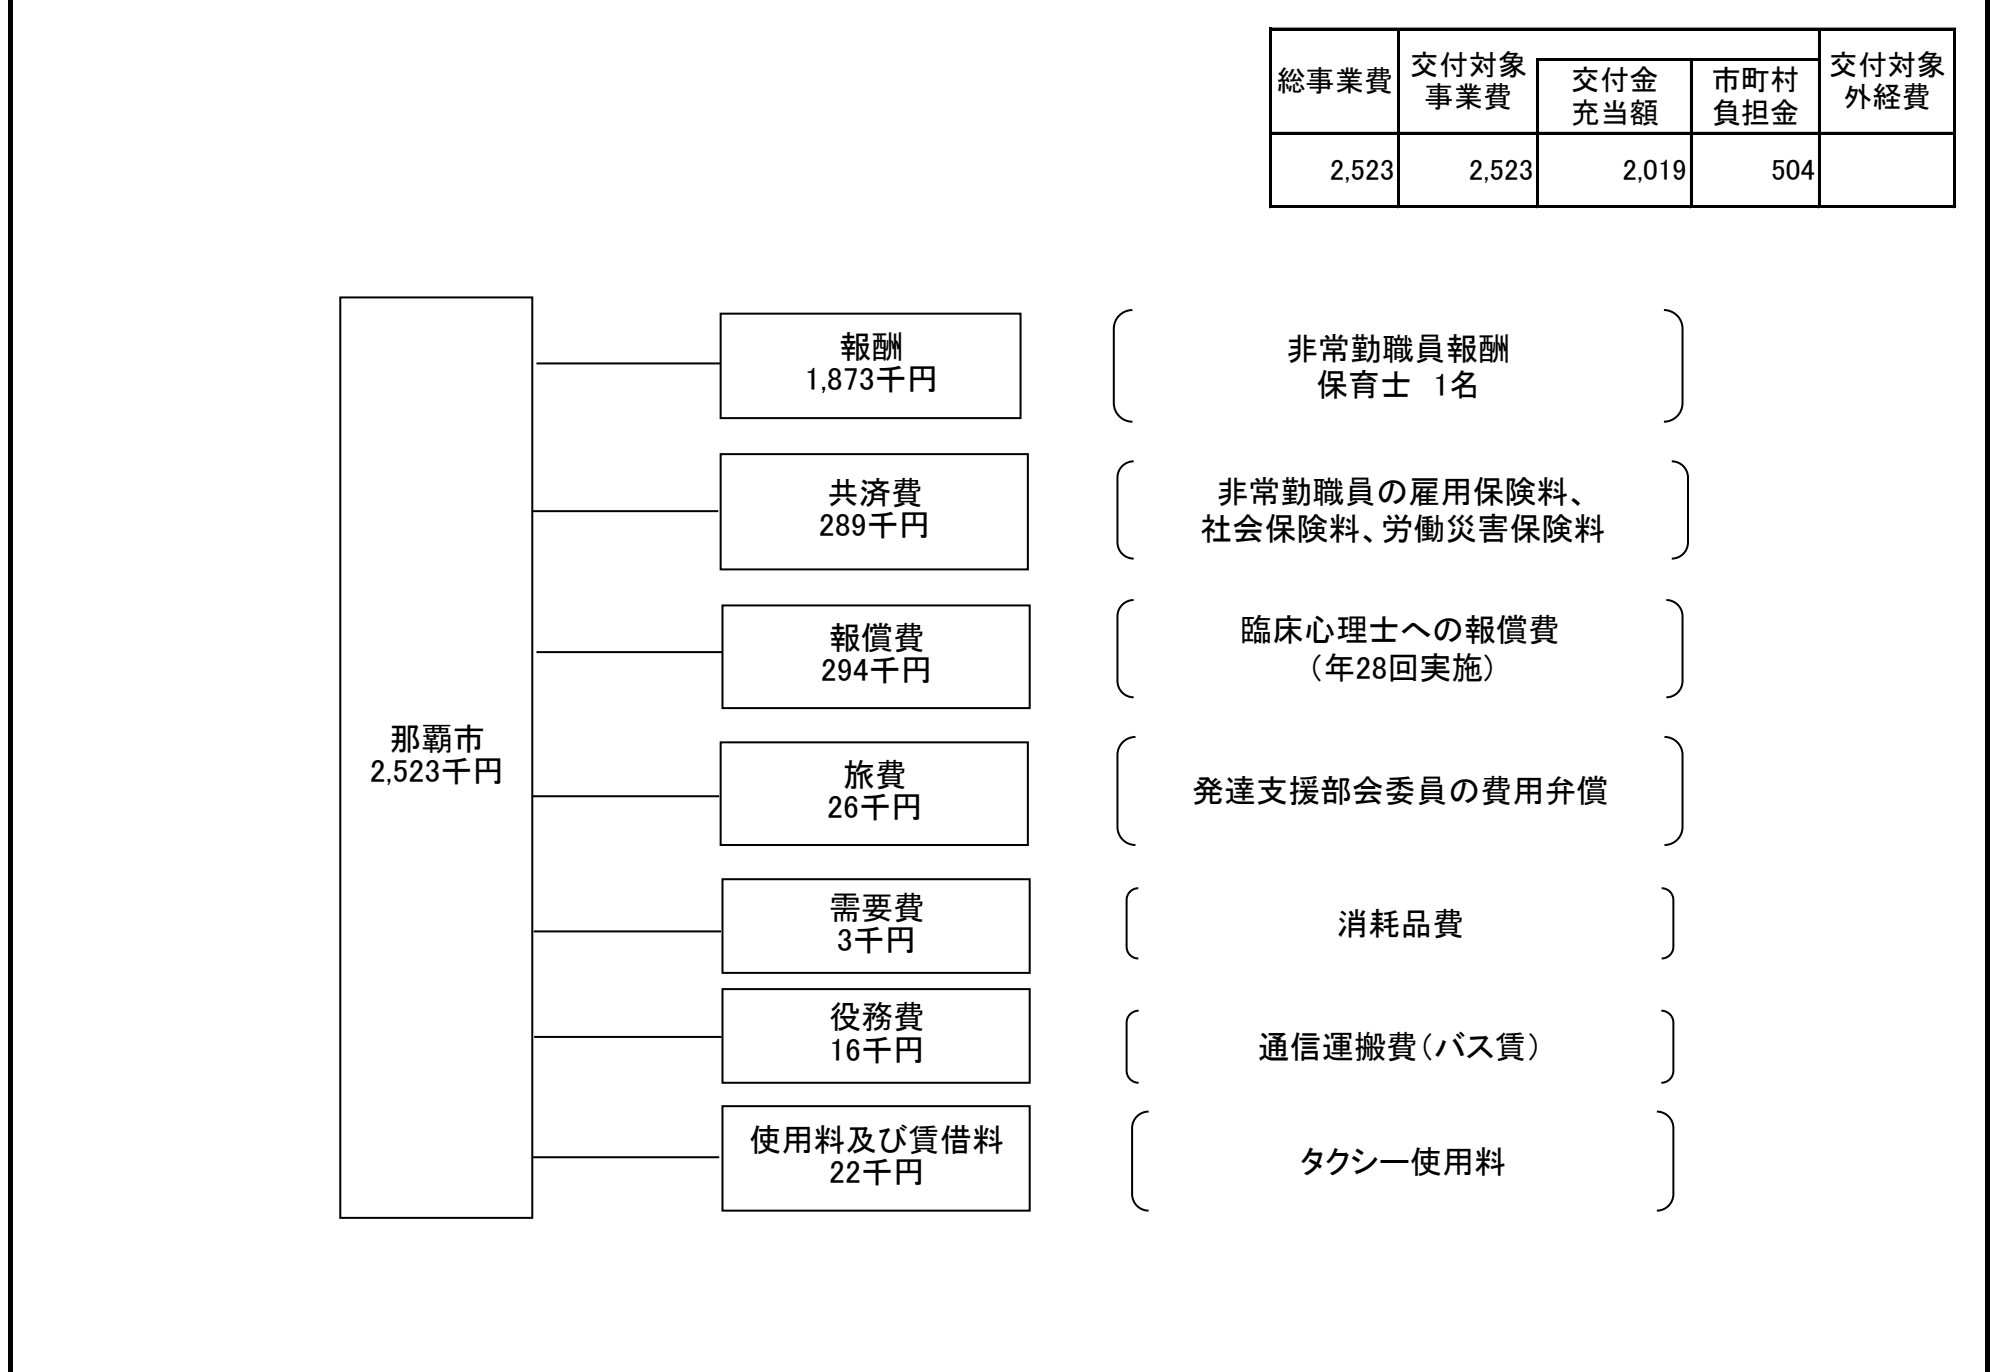 総事業費
交付対象
事業費
交付金
充当額
市町村
負担金
交付対象
外経費
2,523
2,523
2,019
504
那覇市
2,523千円
報酬
1,873千円
非常勤職員報酬
保育士　1名
共済費
289千円
非常勤職員の雇用保険料、
社会保険料、労働災害保険料
報償費
294千円
臨床心理士への報償費
（年28回実施）
旅費
26千円
発達支援部会委員の費用弁償
需要費
3千円
消耗品費
役務費
16千円
通信運搬費（バス賃）
使用料及び賃借料
22千円
タクシー使用料